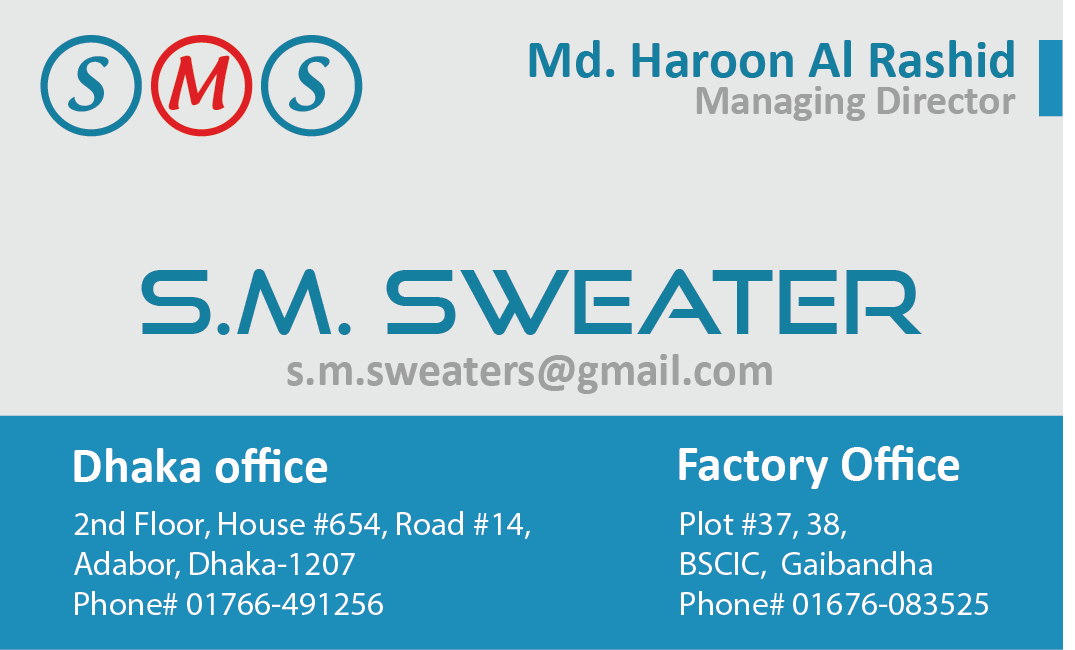 S M S
Md. Haroon Al Rashid
Managing Director
S.M. SWEATER
s.m.sweaters@gmail.com
Dhaka office
2nd Floor, House #654, Road #14,
Adabor, Dhaka-1207
Phone# 01766-491256
Factory Office
Plot #37, 38,
BSCIC, Gaibandha
Phone# 01676-083525